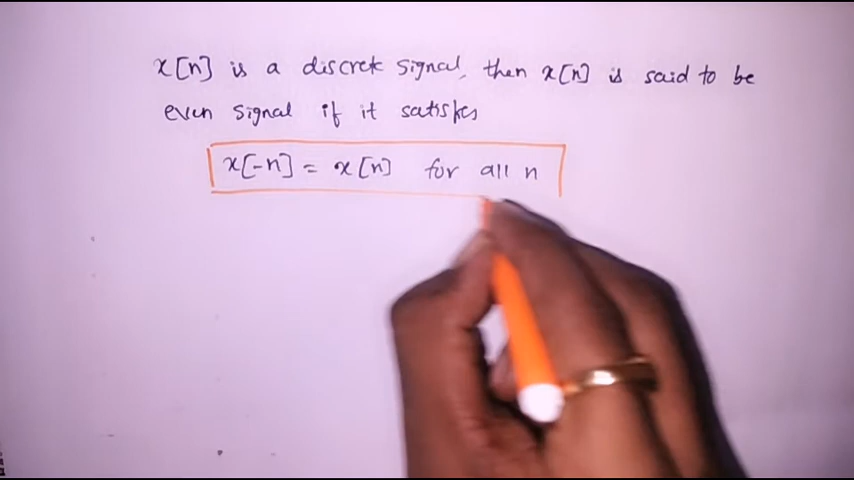 x[n] is a discrete signal, then x[n] is said to be
even signal if it satisfies
x[-n] = x[n] for all n